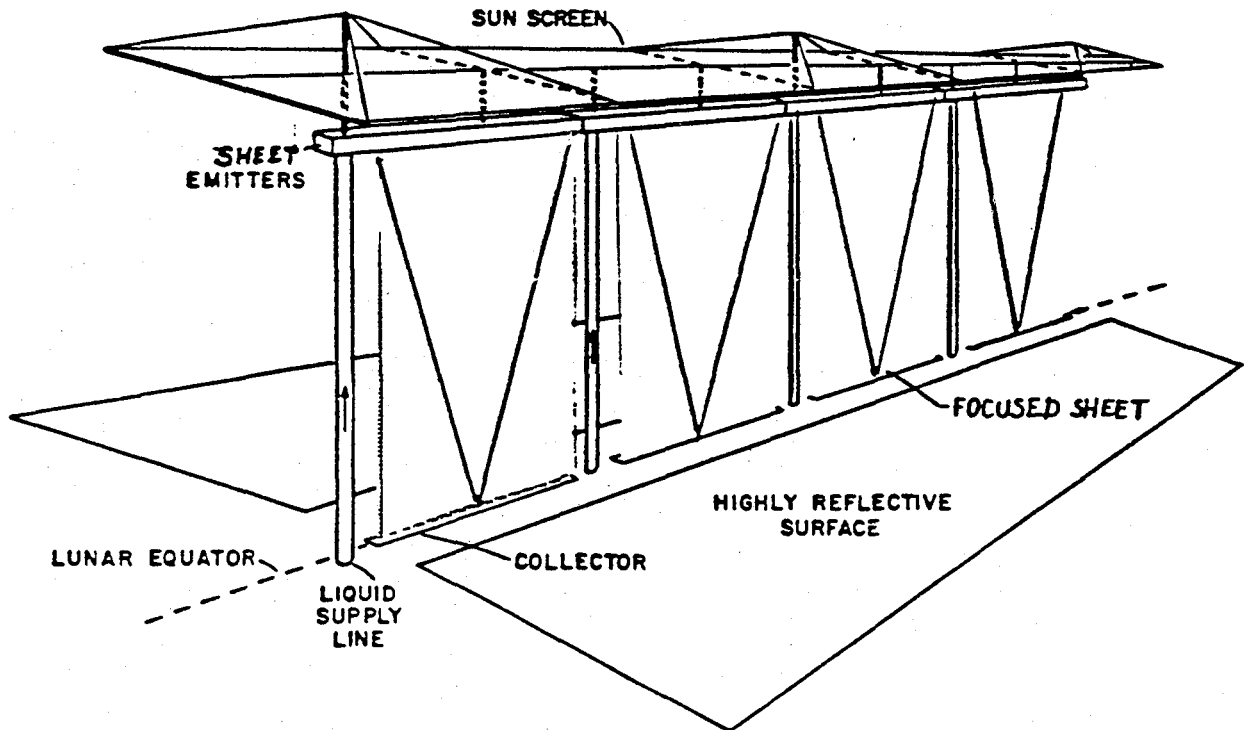 SUN SCREEN
SHEET
EMITTERS
FOCUSED SHEET
HIGHLY REFLECTIVE
SURFACE
LUNAR EQUATOR
COLLECTOR
LIQUID
SUPPLY
LINE